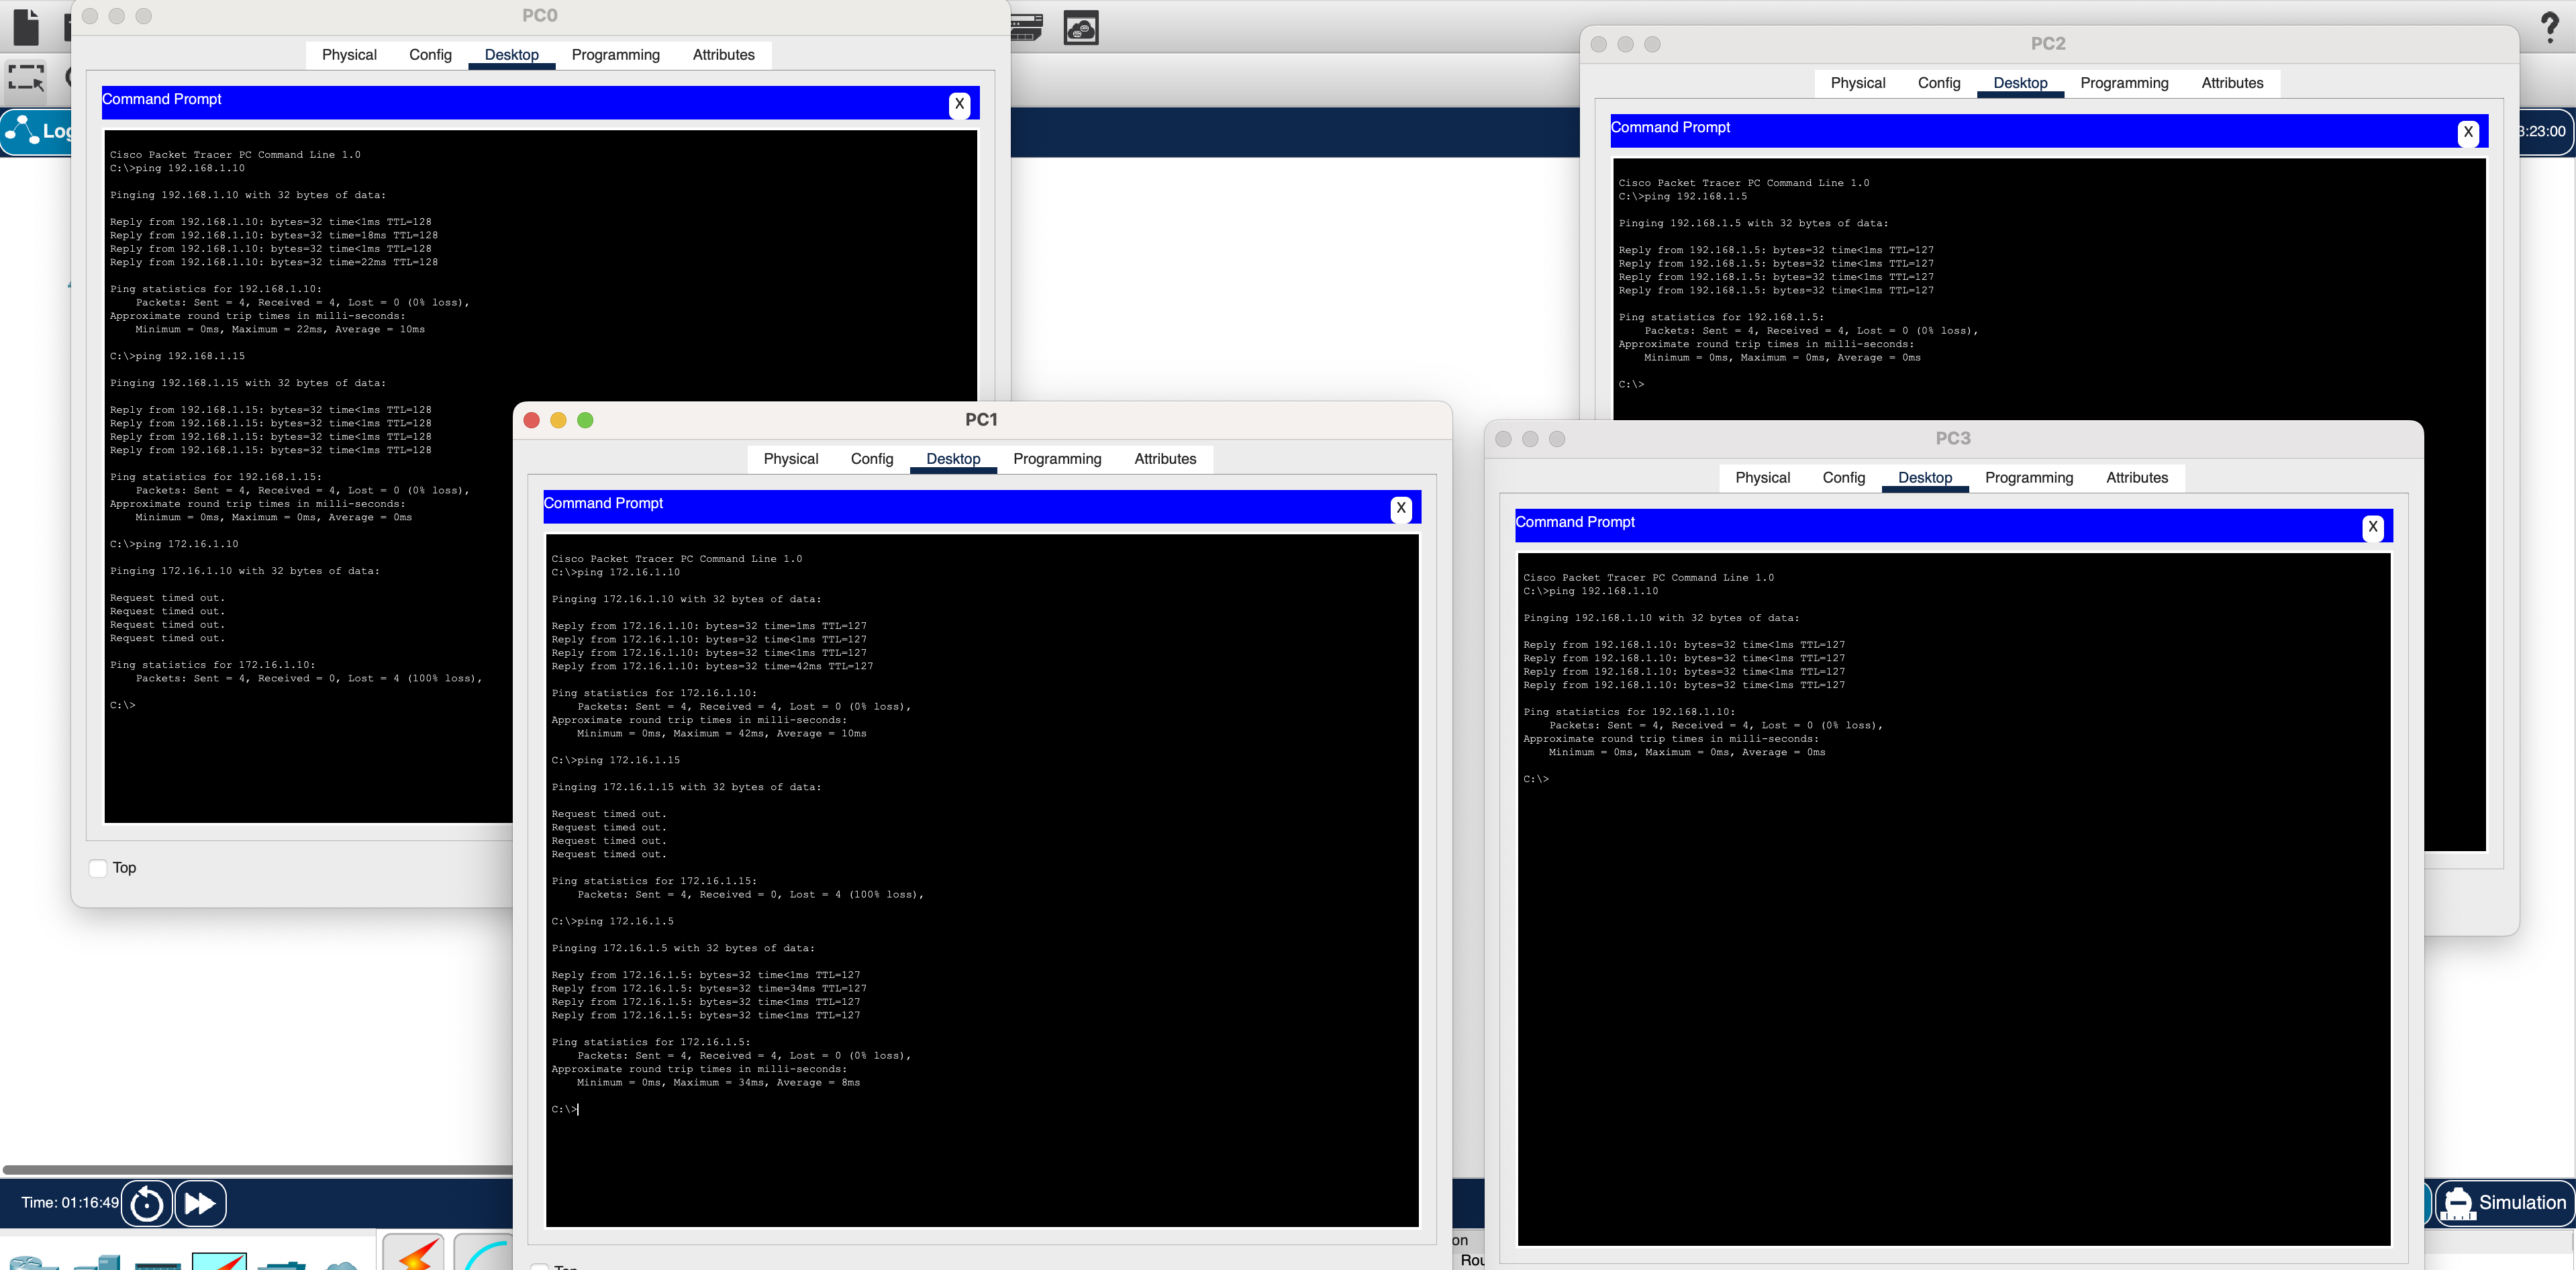 PC0
Physical Config Desktop Programming Attributes
Command Prompt
X
Cisco Packet Tracer PC Command Line 1.0
C:\>ping 192.168.1.10
Pinging 192.168.1.10 with 32 bytes of data:
Reply from 192.168.1.10: bytes=32 time<1ms TTL=128
Reply from 192.168.1.10: bytes=32 time=18ms TTL=128
Reply from 192.168.1.10: bytes=32 time<1ms TTL=128
Reply from 192.168.1.10: bytes=32 time=22ms TTL=128
Ping statistics for 192.168.1.10:
Packets: Sent = 4, Received = 4, Lost = 0 (0% loss),
Approximate round trip times in milli-seconds:
Minimum = 0ms, Maximum = 22ms, Average = 10ms
C:\>ping 192.168.1.15
Pinging 192.168.1.15 with 32 bytes of data:
Reply from 192.168.1.15: bytes=32 time<1ms TTL=128
Reply from 192.168.1.15: bytes=32 time<1ms TTL=128
Reply from 192.168.1.15: bytes=32 time<1ms TTL=128
Reply from 192.168.1.15: bytes=32 time<1ms TTL=128
Ping statistics for 192.168.1.15:
Packets: Sent = 4, Received = 4, Lost = 0 (0% loss),
Approximate round trip times in milli-seconds:
Minimum = 0ms, Maximum = 0ms, Average = 0ms
C:\>ping 172.16.1.10
Pinging 172.16.1.10 with 32 bytes of data:
Request timed out.
Request timed out.
Request timed out.
Request timed out.
Ping statistics for 172.16.1.10:
Packets: Sent = 4, Received = 0, Lost = 4 (100% loss),
C:\>
Top
PC2
Physical Config Desktop Programming Attributes
Command Prompt
X
Cisco Packet Tracer PC Command Line 1.0
C:\>ping 192.168.1.5
Pinging 192.168.1.5 with 32 bytes of data:
Reply from 192.168.1.5: bytes=32 time<1ms TTL=127
Reply from 192.168.1.5: bytes=32 time<1ms TTL=127
Reply from 192.168.1.5: bytes=32 time<1ms TTL=127
Reply from 192.168.1.5: bytes=32 time<1ms TTL=127
Ping statistics for 192.168.1.5:
Packets: Sent = 4, Received = 4, Lost = 0 (0% loss),
Approximate round trip times in milli-seconds:
Minimum = 0ms, Maximum = 0ms, Average = 0ms
C:\>
?
3:23:00
PC1
Physical Config Desktop Programming Attributes
Command Prompt
X
Cisco Packet Tracer PC Command Line 1.0
C:\>ping 172.16.1.10
Pinging 172.16.1.10 with 32 bytes of data:
Reply from 172.16.1.10: bytes=32 time=1ms TTL=127
Reply from 172.16.1.10: bytes=32 time<1ms TTL=127
Reply from 172.16.1.10: bytes=32 time<1ms TTL=127
Reply from 172.16.1.10: bytes=32 time=42ms TTL=127
Ping statistics for 172.16.1.10:
Packets: Sent = 4, Received = 4, Lost = 0 (0% loss),
Approximate round trip times in milli-seconds:
Minimum = 0ms, Maximum = 42ms, Average = 10ms
C:\>ping 172.16.1.15
Pinging 172.16.1.15 with 32 bytes of data:
Request timed out.
Request timed out.
Request timed out.
Request timed out.
Ping statistics for 172.16.1.15:
Packets: Sent = 4, Received = 0, Lost = 4 (100% loss),
C:\>ping 172.16.1.5
Pinging 172.16.1.5 with 32 bytes of data:
Reply from 172.16.1.5: bytes=32 time<1ms TTL=127
Reply from 172.16.1.5: bytes=32 time=34ms TTL=127
Reply from 172.16.1.5: bytes=32 time<1ms TTL=127
Reply from 172.16.1.5: bytes=32 time<1ms TTL=127
Ping statistics for 172.16.1.5:
Packets: Sent = 4, Received = 4, Lost = 0 (0% loss),
Approximate round trip times in milli-seconds:
Minimum = 0ms, Maximum = 34ms, Average = 8ms
C:\>
PC3
Physical Config Desktop Programming Attributes
Command Prompt
X
Cisco Packet Tracer PC Command Line 1.0
C:\>ping 192.168.1.10
Pinging 192.168.1.10 with 32 bytes of data:
Reply from 192.168.1.10: bytes=32 time<1ms TTL=127
Reply from 192.168.1.10: bytes=32 time<1ms TTL=127
Reply from 192.168.1.10: bytes=32 time<1ms TTL=127
Reply from 192.168.1.10: bytes=32 time<1ms TTL=127
Ping statistics for 192.168.1.10:
Packets: Sent = 4, Received = 4, Lost = 0 (0% loss),
Approximate round trip times in milli-seconds:
Minimum = 0ms, Maximum = 0ms, Average = 0ms
C:\>
Time: 01:16:49
Simulation